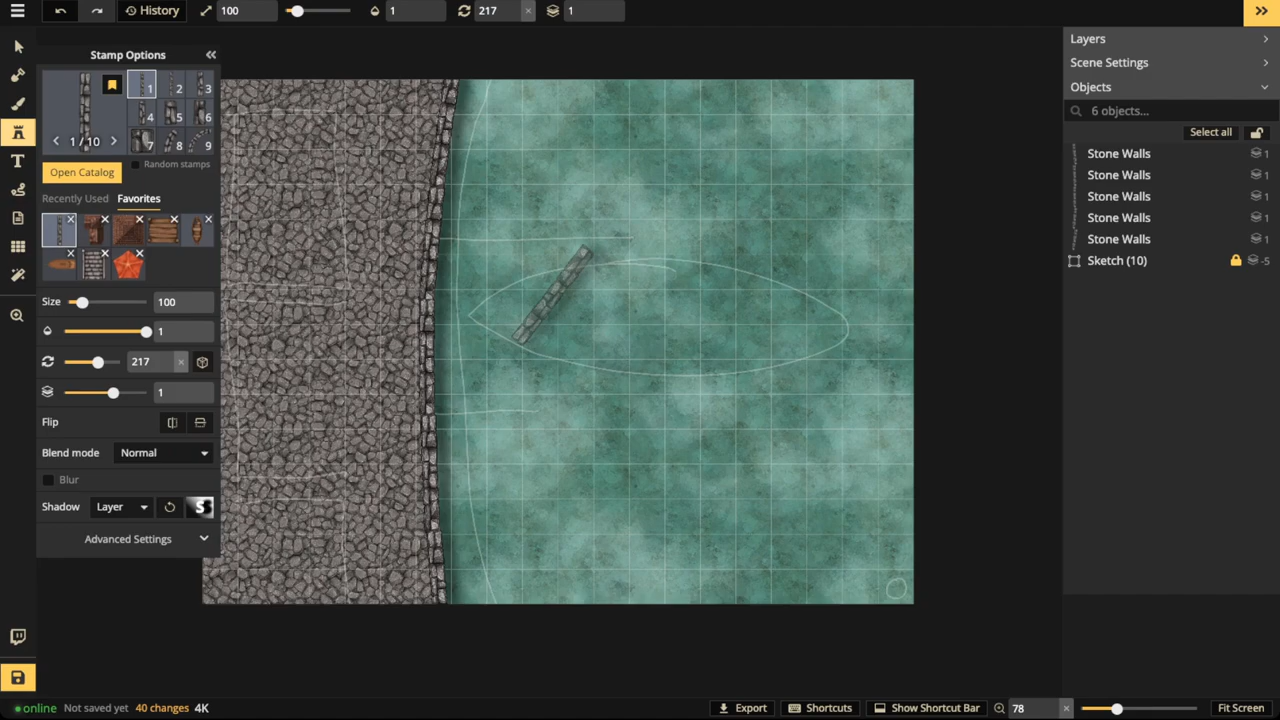 History 100 1 217 × 1
Stamp Options
1 2 3
4 5 6
1/10 7 8 9
Open Catalog Random stamps
Recently Used Favorites
Size 100
1
217 ×
1
Flip
Blend mode Normal
Blur
Shadow Layer S
Advanced Settings
Layers
Scene Settings
Objects
6 objects...
Select all
Stone Walls 1
Stone Walls 1
Stone Walls 1
Stone Walls 1
Stone Walls 1
Sketch (10) -5
online Not saved yet 40 changes 4K Export Shortcuts Show Shortcut Bar 78 × Fit Screen